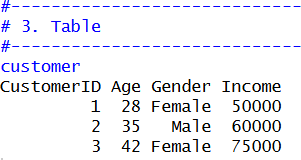 #-----------------------------
# 3. Table
#-----------------------------
customer
CustomerID Age Gender Income
1 28 Female 50000
2 35 Male 60000
3 42 Female 75000